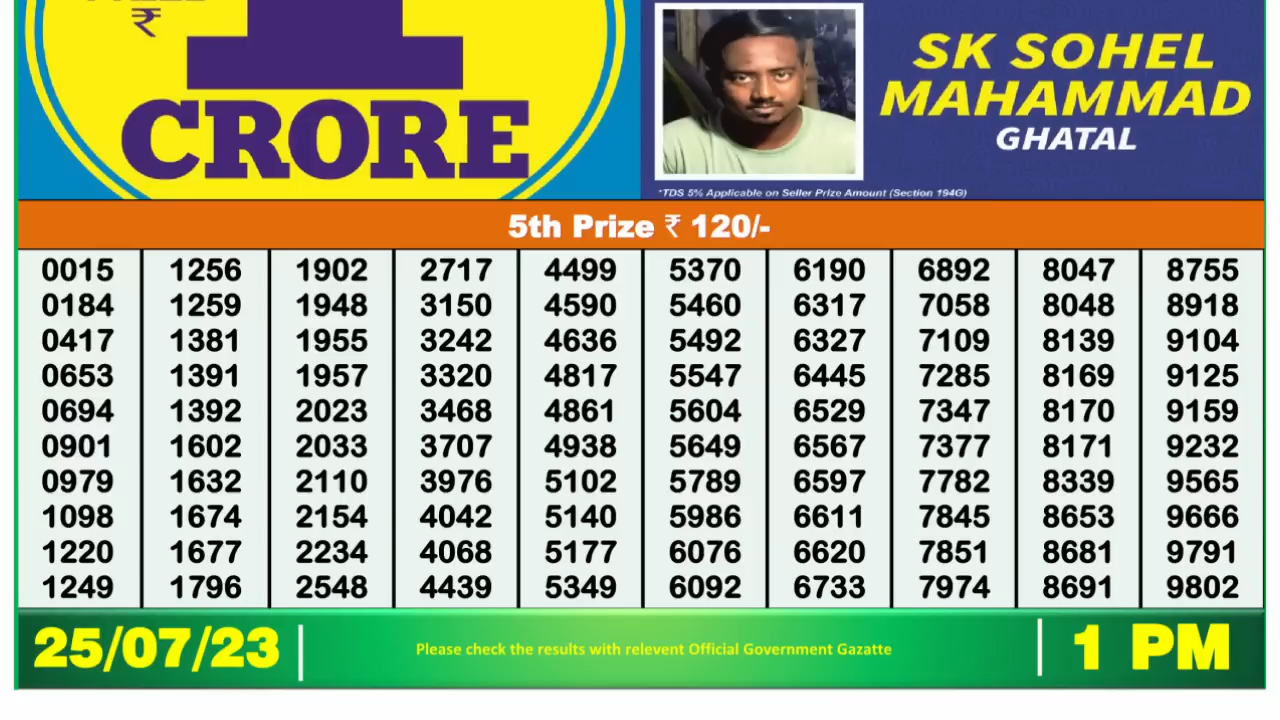 ₹
1
CRORE
SK SOHEL
MAHAMMAD
GHATAL
*TDS 5% Applicable on Seller Prize Amount (Section 194G)
5th Prize ₹ 120/-
0015 1256 1902 2717 4499 5370 6190 6892 8047 8755
0184 1259 1948 3150 4590 5460 6317 7058 8048 8918
0417 1381 1955 3242 4636 5492 6327 7109 8139 9104
0653 1391 1957 3320 4817 5547 6445 7285 8169 9125
0694 1392 2023 3468 4861 5604 6529 7347 8170 9159
0901 1602 2033 3707 4938 5649 6567 7377 8171 9232
0979 1632 2110 3976 5102 5789 6597 7782 8339 9565
1098 1674 2154 4042 5140 5986 6611 7845 8653 9666
1220 1677 2234 4068 5177 6076 6620 7851 8681 9791
1249 1796 2548 4439 5349 6092 6733 7974 8691 9802
25/07/23 Please check the results with relevent Official Government Gazatte 1 PM